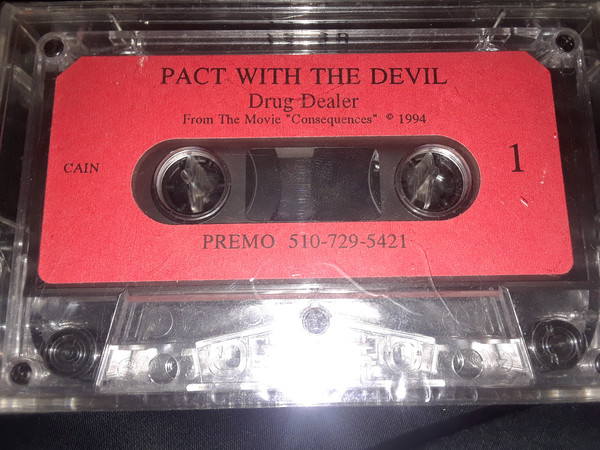 PACT WITH THE DEVIL
Drug Dealer
From The Movie "Consequences" © 1994
CAIN
1
PREMO 510-729-5421